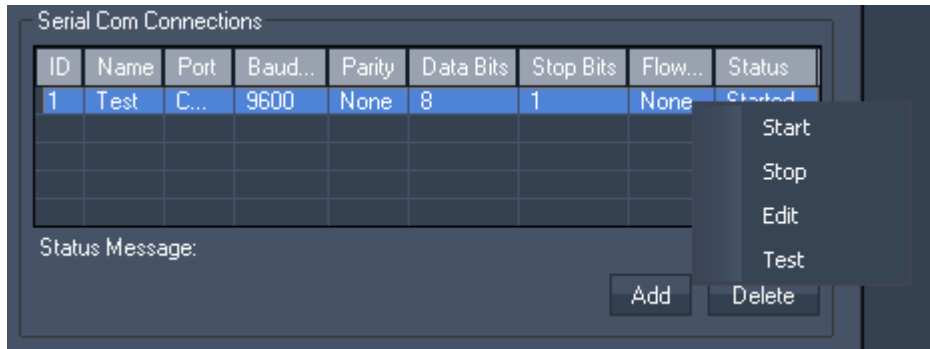 Serial Com Connections
ID Name Port Baud... Parity Data Bits Stop Bits Flow... Status
1 Test C... 9600 None 8 1 None Started
Start
Stop
Edit
Test
Status Message:
Add Delete